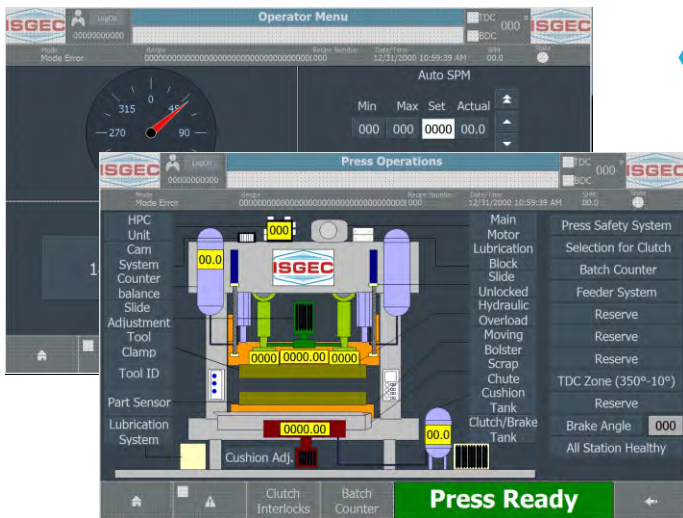 ISGEC
LogOn
00000000000
Operator Menu
TDC
BDC
000 °
ISGEC
Mode
Mode Error
Recipe
Recipe Number
000
Date/Time
12/31/2000 10:59:39 AM
SPM
00.0
State
315
0
45
270
90
Auto SPM
Min
Max
Set
Actual
000
000
0000
00.0
1
ISGEC
LogOn
00000000000
Press Operations
TDC
BDC
000 °
ISGEC
Mode
Mode Error
Recipe
Recipe Number
000
Date/Time
12/31/2000 10:59:39 AM
SPM
00.0
State
HPC
Unit
Cam
System
Counter
balance
Slide
Adjustment
Tool
Clamp
Tool ID
Part Sensor
Lubrication
System
000
00.0
ISGEC
0000
0000.00
0000
0000.00
00.0
Cushion Adj.
Main
Motor
Lubrication
Block
Slide
Unlocked
Hydraulic
Overload
Moving
Bolster
Scrap
Chute
Cushion
Tank
Clutch/Brake
Tank
Press Safety System
Selection for Clutch
Batch Counter
Feeder System
Reserve
Reserve
Reserve
TDC Zone (350°-10°)
Reserve
Brake Angle
000
All Station Healthy
Clutch
Interlocks
Batch
Counter
Press Ready